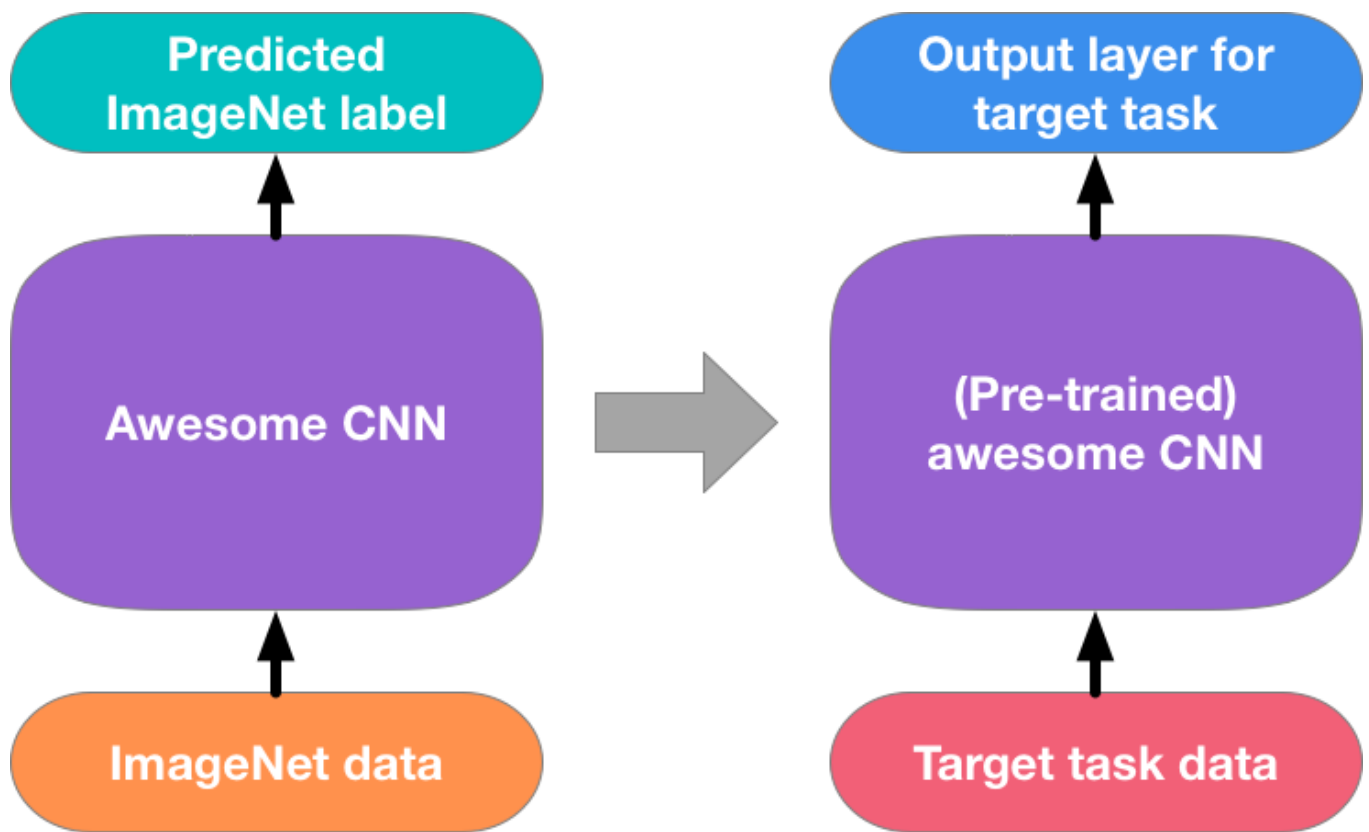 Predicted
ImageNet label
Output layer for
target task
Awesome CNN
(Pre-trained)
awesome CNN
ImageNet data
Target task data